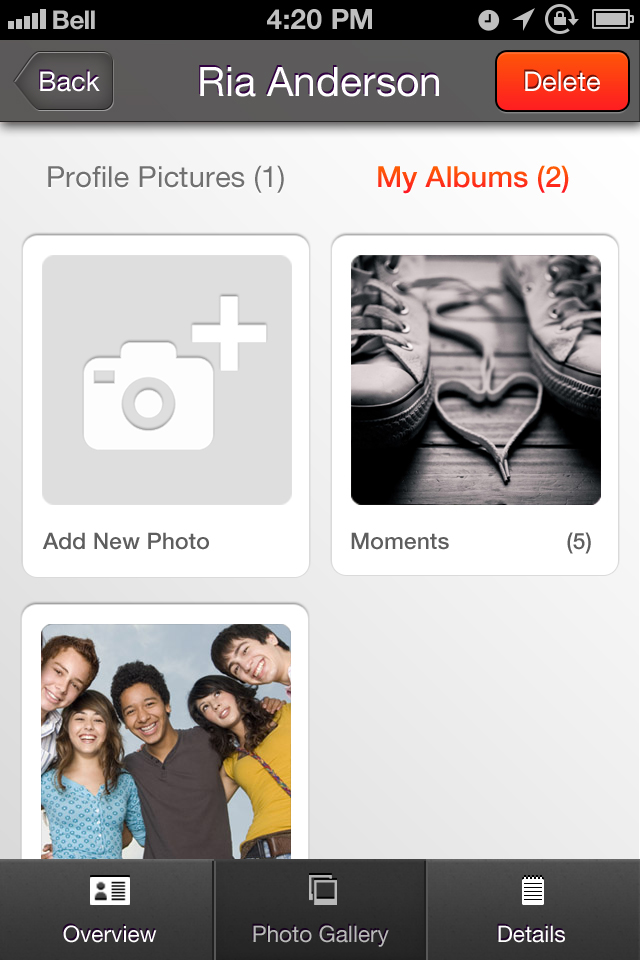 Bell 4:20 PM
Back Ria Anderson Delete
Profile Pictures (1) My Albums (2)
Add New Photo
Moments (5)
Overview Photo Gallery Details